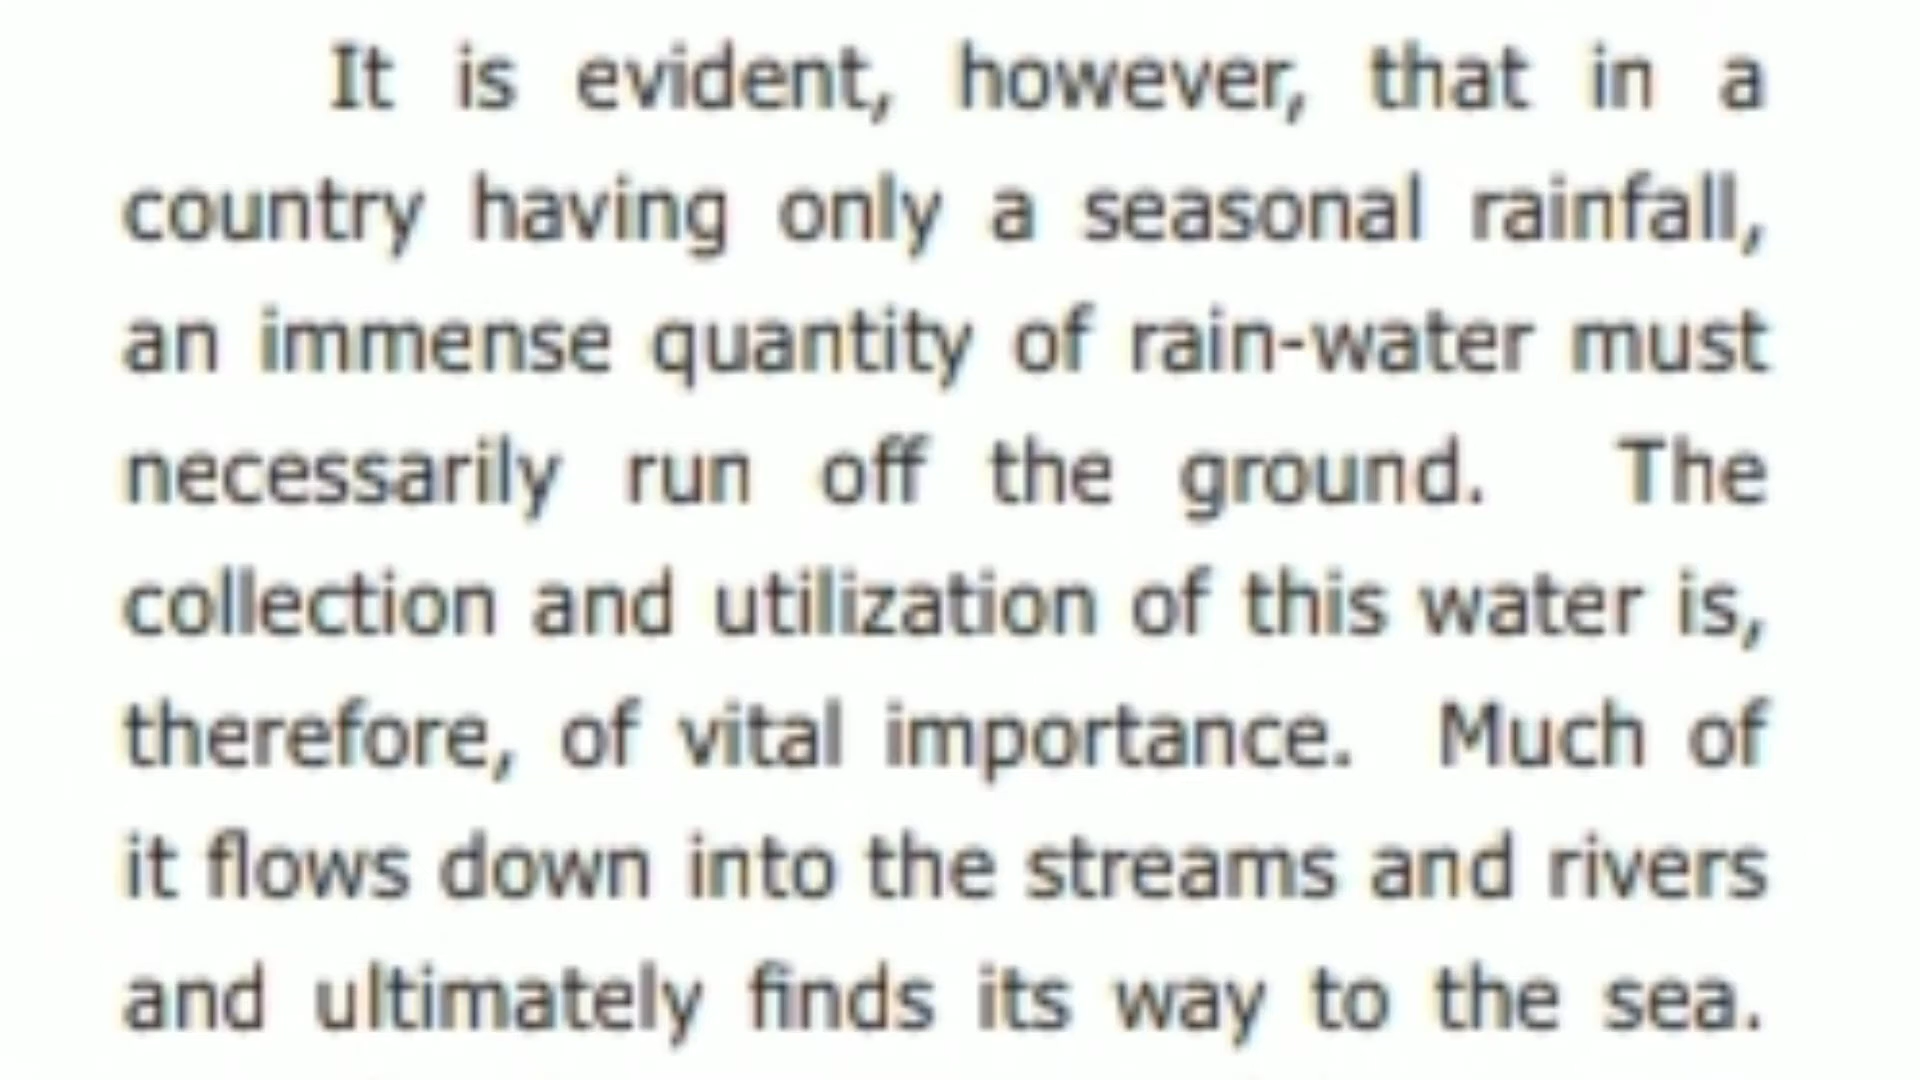 It is evident, however, that in a
country having only a seasonal rainfall,
an immense quantity of rain-water must
necessarily run off the ground. The
collection and utilization of this water is,
therefore, of vital importance. Much of
it flows down into the streams and rivers
and ultimately finds its way to the sea.